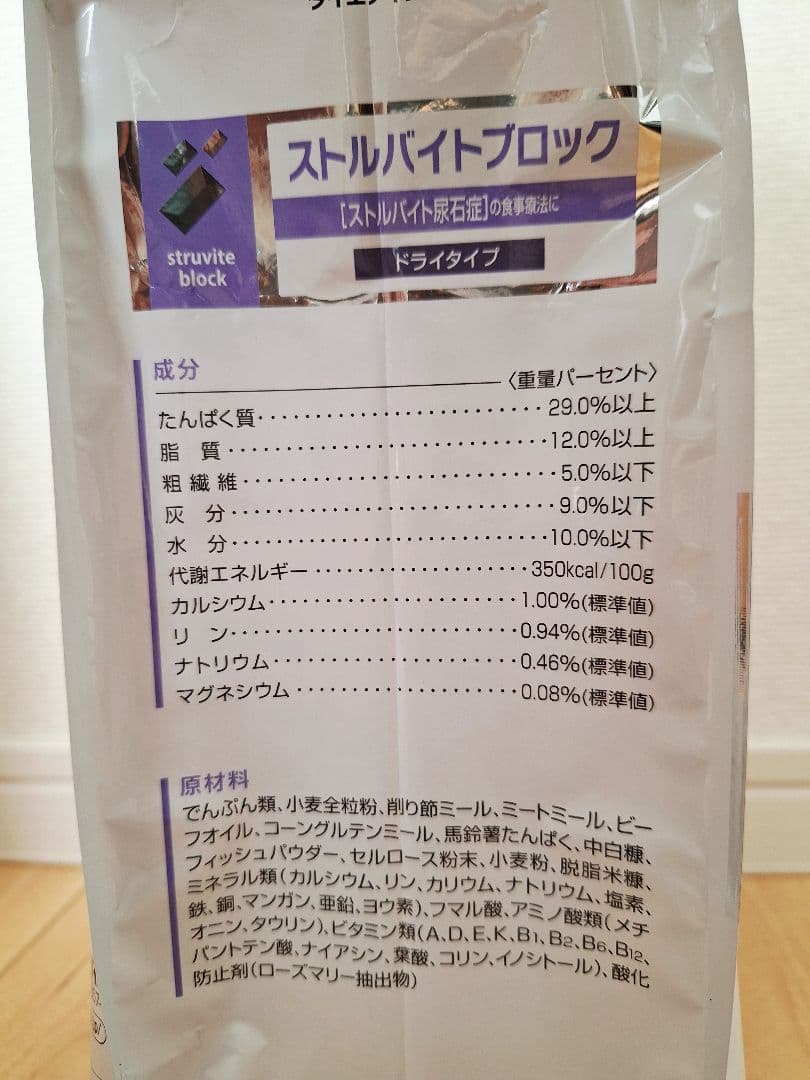 ストルバイトブロック
[ストルバイト尿石症]の食事療法に
ドライタイプ
struvite
block
成分
〈重量パーセント〉
たんぱく質‥‥‥‥‥‥‥‥‥‥29.0%以上
脂 質‥‥‥‥‥‥‥‥‥‥12.0%以上
粗繊維‥‥‥‥‥‥‥‥‥‥5.0%以下
灰 分‥‥‥‥‥‥‥‥‥‥9.0%以下
水 分‥‥‥‥‥‥‥‥‥‥10.0%以下
代謝エネルギー‥‥‥‥‥‥‥350kcal/100g
カルシウム‥‥‥‥‥‥‥‥1.00%(標準値)
リン‥‥‥‥‥‥‥‥‥‥0.94%(標準値)
ナトリウム‥‥‥‥‥‥‥‥0.46%(標準値)
マグネシウム‥‥‥‥‥‥‥0.08%(標準値)
原材料
でんぷん類、小麦全粒粉、削り節ミール、ミートミール、ビー
フオイル、コーングルテンミール、馬鈴薯たんぱく、中白糠、
フィッシュパウダー、セルロース粉末、小麦粉、脱脂米糠、
ミネラル類(カルシウム、リン、カリウム、ナトリウム、塩素、
鉄、銅、マンガン、亜鉛、ヨウ素)、フマル酸、アミノ酸類(メチ
オニン、タウリン)、ビタミン類(A、D、E、K、B1、B2、B6、B12、
パントテン酸、ナイアシン、葉酸、コリン、イノシトール)、酸化
防止剤(ローズマリー抽出物)